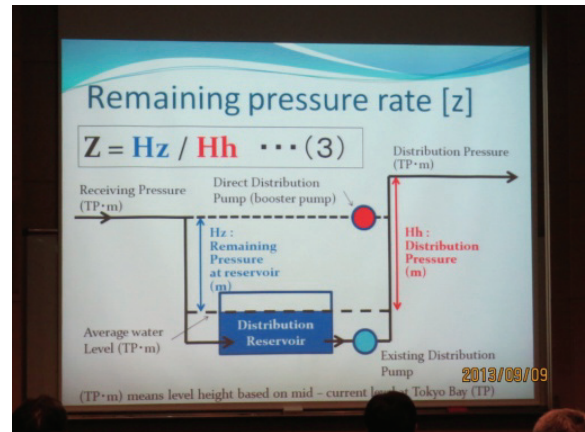 Remaining pressure rate [z]
Z = Hz / Hh ・・・(3)
Distribution Pressure
(TP・m)
Receiving Pressure
(TP・m)
Direct Distribution
Pump (booster pump)
Hz :
Remaining
Pressure
at reservoir
(m)
Hh :
Distribution
Pressure
(m)
Average water
Level (TP・m)
Distribution
Reservoir
Existing Distribution
Pump
2013/09/09
(TP・m) means level height based on mid – current Tokyo Bay (TP)